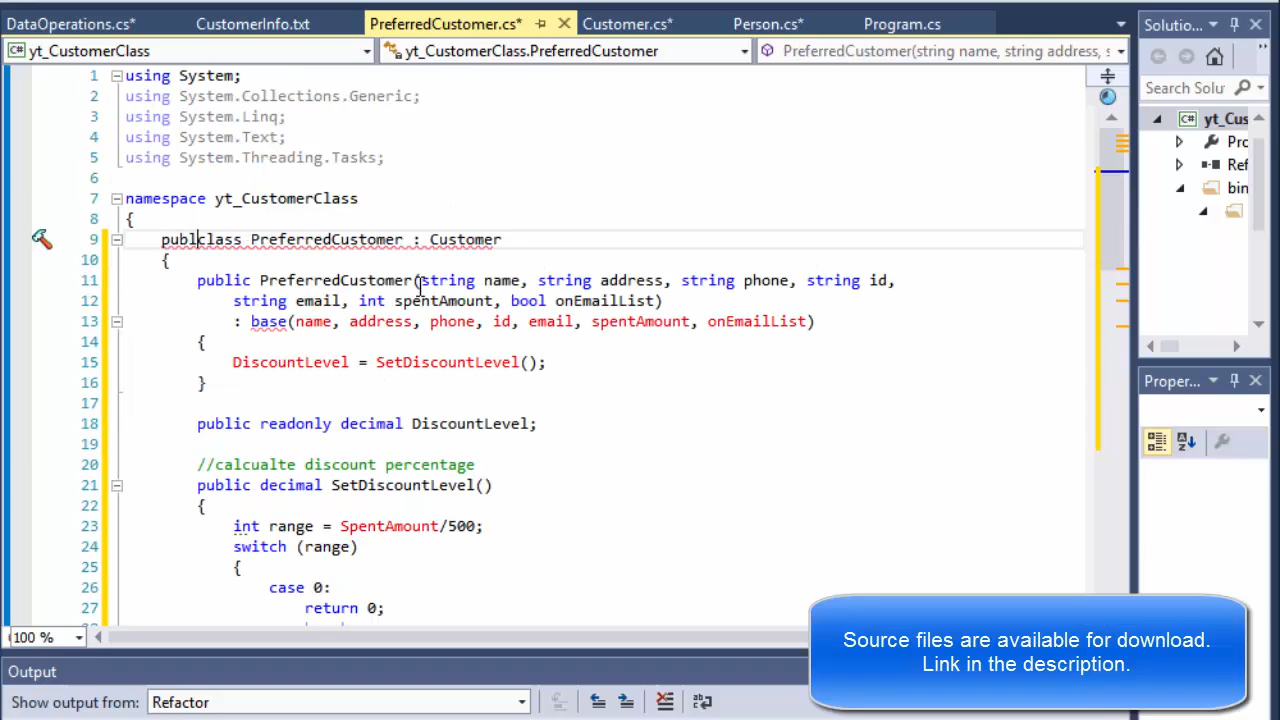 DataOperations.cs* CustomerInfo.txt PreferredCustomer.cs* Customer.cs* Person.cs* Program.cs Solutio...
yt_CustomerClass yt_CustomerClass.PreferredCustomer PreferredCustomer(string name, string address, s
Search Solu
1 using System;
2 using System.Collections.Generic;
3 using System.Linq;
4 using System.Text;
5 using System.Threading.Tasks;
6
7 namespace yt_CustomerClass
8 {
9 publclass PreferredCustomer : Customer
10 {
11 public PreferredCustomer(string name, string address, string phone, string id,
12 string email, int spentAmount, bool onEmailList)
13 : base(name, address, phone, id, email, spentAmount, onEmailList)
14 {
15 DiscountLevel = SetDiscountLevel();
16 }
17
18 public readonly decimal DiscountLevel;
19
20 //calcualte discount percentage
21 public decimal SetDiscountLevel()
22 {
23 int range = SpentAmount/500;
24 switch (range)
25 {
26 case 0:
27 return 0;
C# yt_Cus
Pro
Ref
bin
Proper...
100 %
Source files are available for download.
Link in the description.
Output
Show output from: Refactor